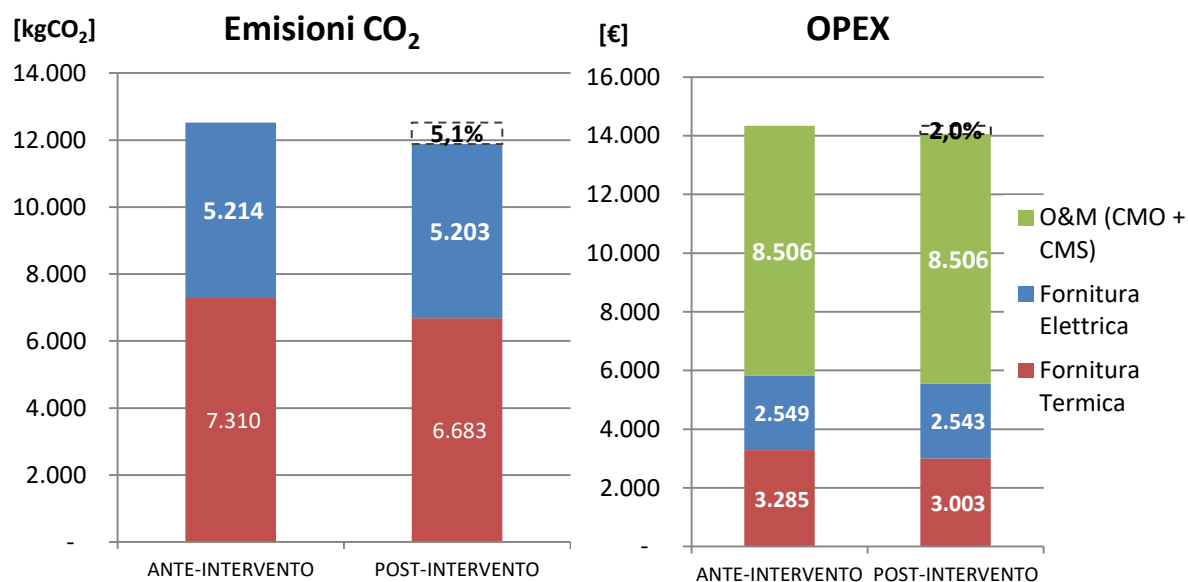 [kgCO₂]
Emisioni CO₂
14.000
12.000
10.000
8.000
6.000
4.000
2.000
-
5,1%
5.214
5.203
7.310
6.683
ANTE-INTERVENTO
POST-INTERVENTO
[€]
OPEX
16.000
14.000
12.000
10.000
8.000
6.000
4.000
2.000
-
2,0%
8.506
8.506
2.549
2.543
3.285
3.003
ANTE-INTERVENTO
POST-INTERVENTO
O&M (CMO +
CMS)
Fornitura
Elettrica
Fornitura
Termica